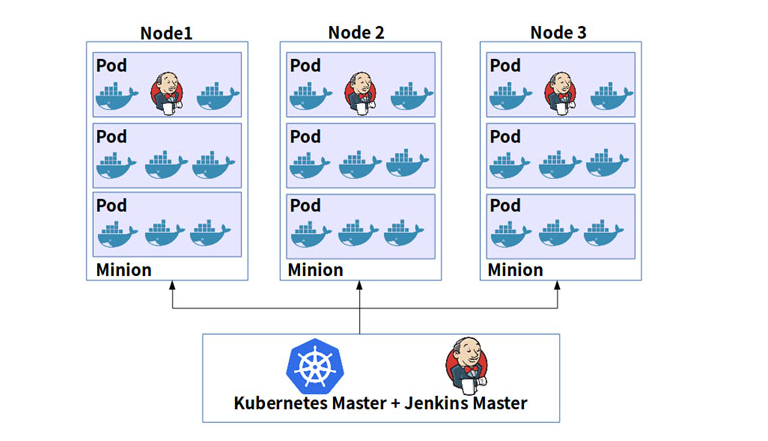 Node1
Pod
Pod
Pod
Minion
Node 2
Pod
Pod
Pod
Minion
Node 3
Pod
Pod
Pod
Minion
Kubernetes Master + Jenkins Master